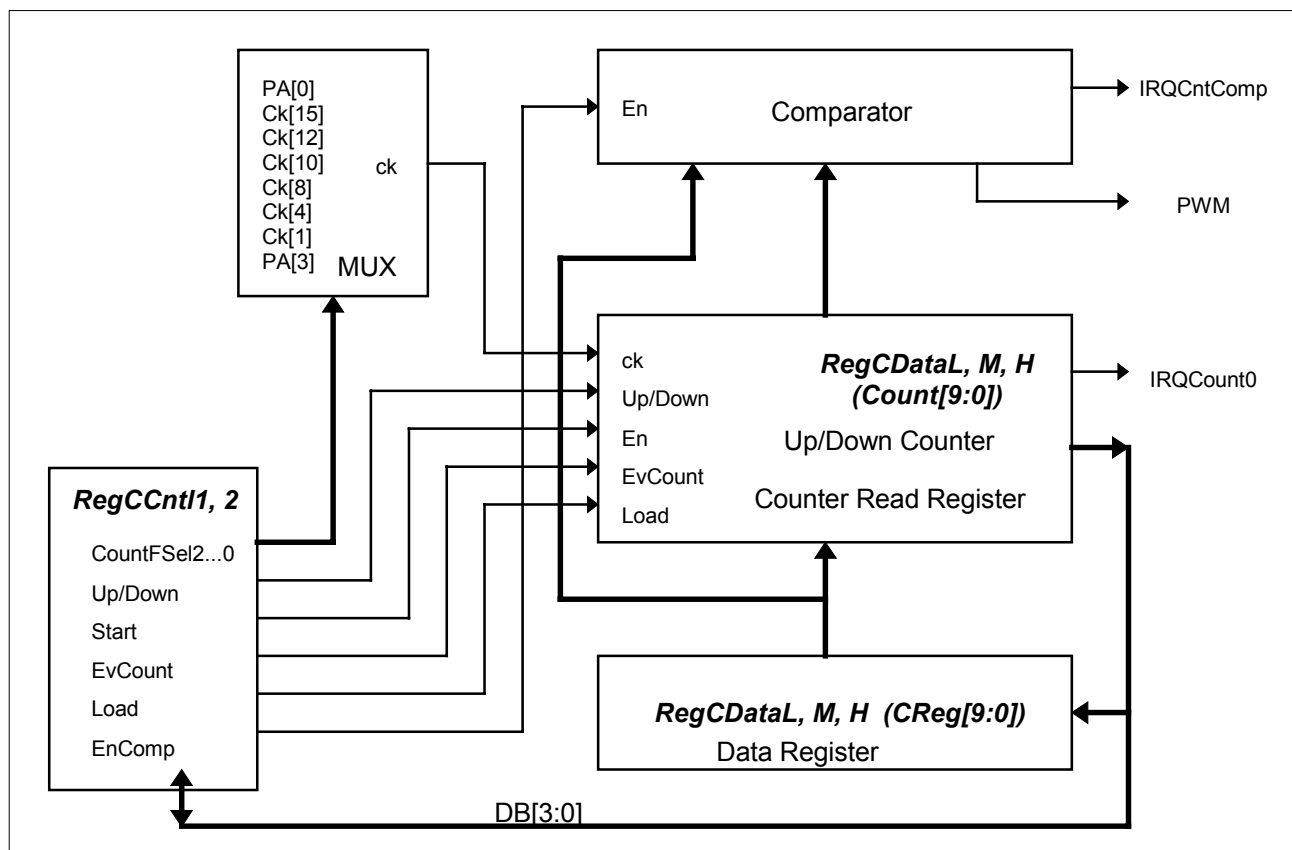 PA[0]
Ck[15]
Ck[12]
Ck[10]
Ck[8]
Ck[4]
Ck[1]
PA[3]
ck
MUX
En
Comparator
IRQCntComp
PWM
ck
Up/Down
En
EvCount
Load
RegCDataL, M, H
(Count[9:0])
Up/Down Counter
Counter Read Register
IRQCount0
RegCCntl1, 2
CountFSel2...0
Up/Down
Start
EvCount
Load
EnComp
RegCDataL, M, H (CReg[9:0])
Data Register
DB[3:0]